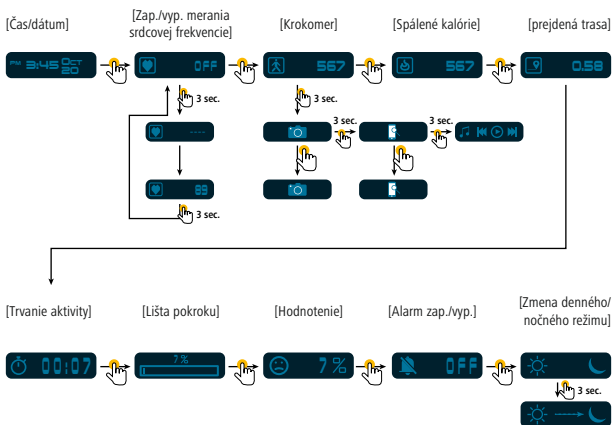 [Čas/dátum]
[Zap./vyp. merania
srdcovej frekvencie]
[Krokomer]
[Spálené kalórie]
[prejdená trasa]
PM 3:45 OCT 20
OFF
567
567
0.58
3 sec.
3 sec.
----
3 sec.
3 sec.
89
3 sec.
[Trvanie aktivity]
[Lišta pokroku]
[Hodnotenie]
[Alarm zap./vyp.]
[Zmena denného/
nočného režimu]
00:07
7%
7%
OFF
3 sec.